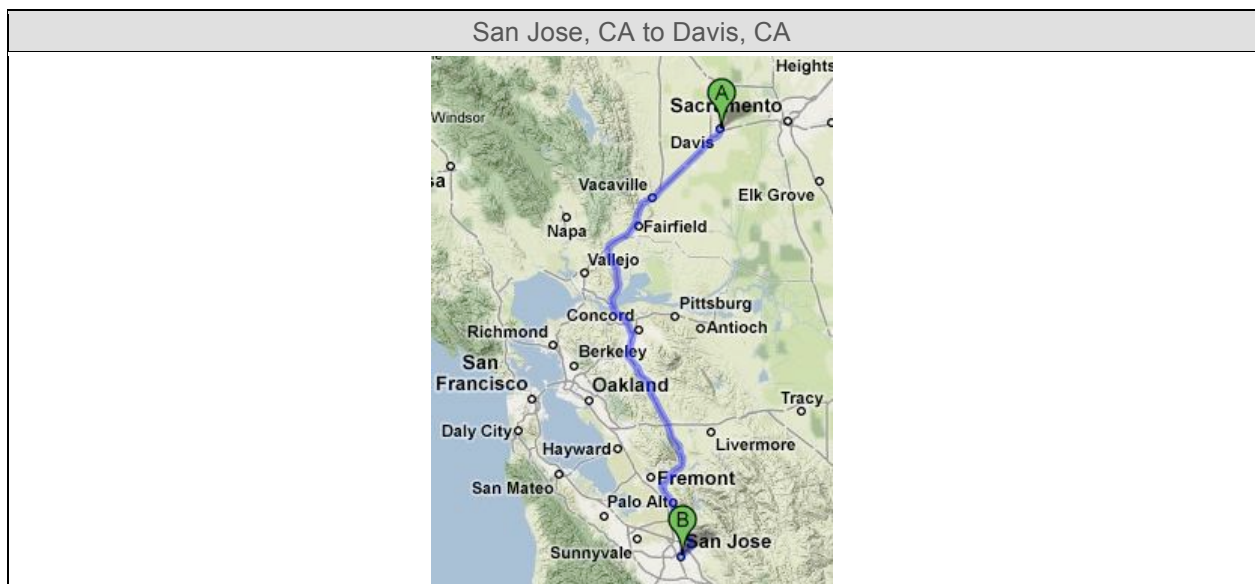 San Jose, CA to Davis, CA
Heights
A
Sacramento
Windsor
Davis
sa
Vacaville
Elk Grove
Napa
Fairfield
Vallejo
Pittsburg
Concord
Antioch
Richmond
Berkeley
San
Francisco
Oakland
Tracy
Daly City
Hayward
Livermore
San Mateo
Fremont
Palo Alto
B
San Jose
Sunnyvale